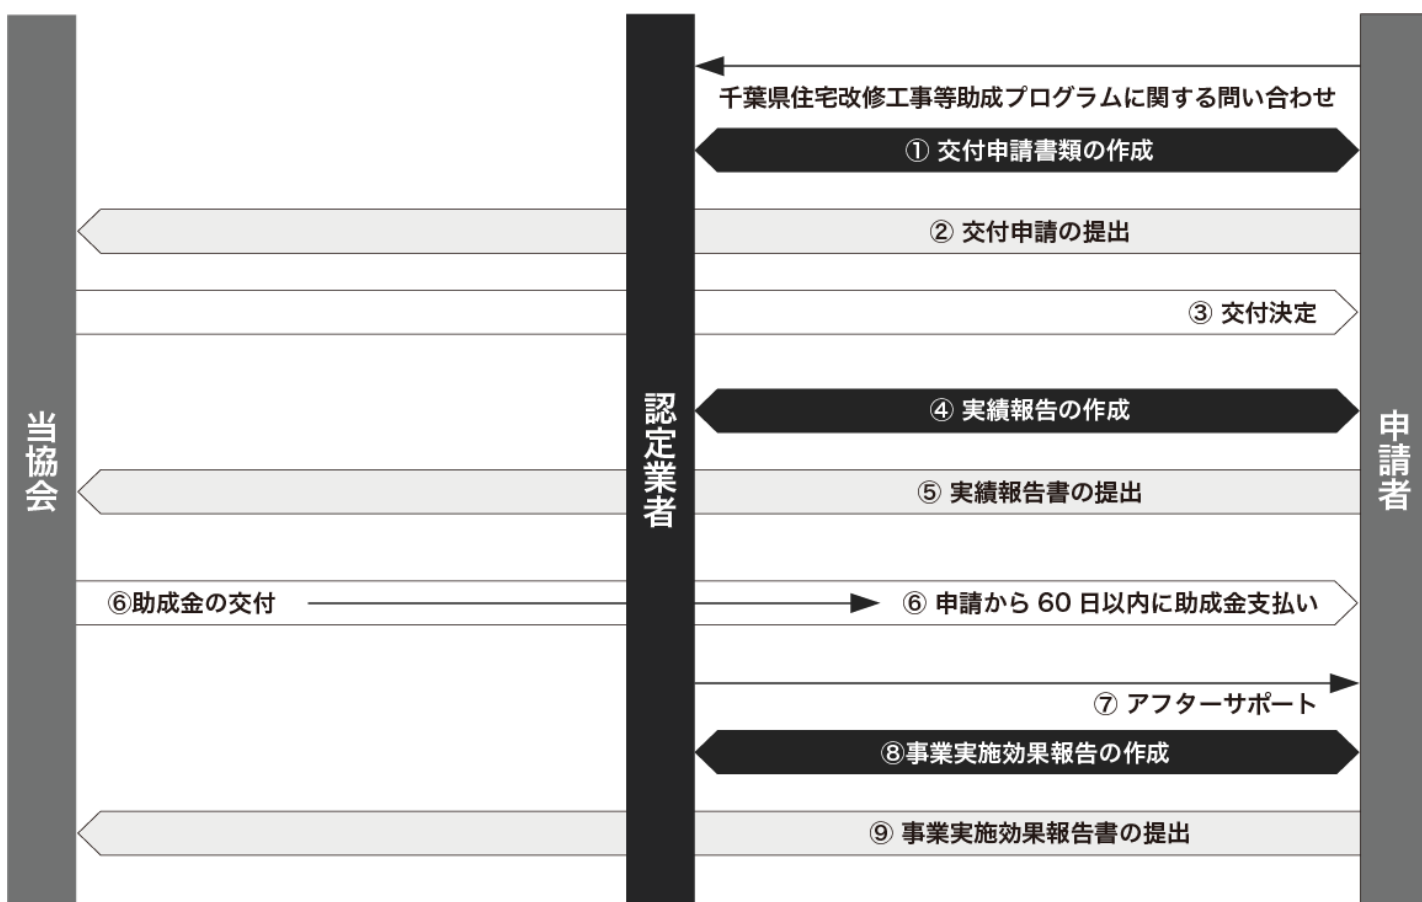 千葉県住宅改修工事等助成プログラムに関する問い合わせ
① 交付申請書類の作成
② 交付申請の提出
③ 交付決定
④ 実績報告の作成
当協会
認定業者
申請者
⑤ 実績報告書の提出
⑥助成金の交付
⑥ 申請から 60 日以内に助成金支払い
⑦ アフターサポート
⑧事業実施効果報告の作成
⑨ 事業実施効果報告書の提出